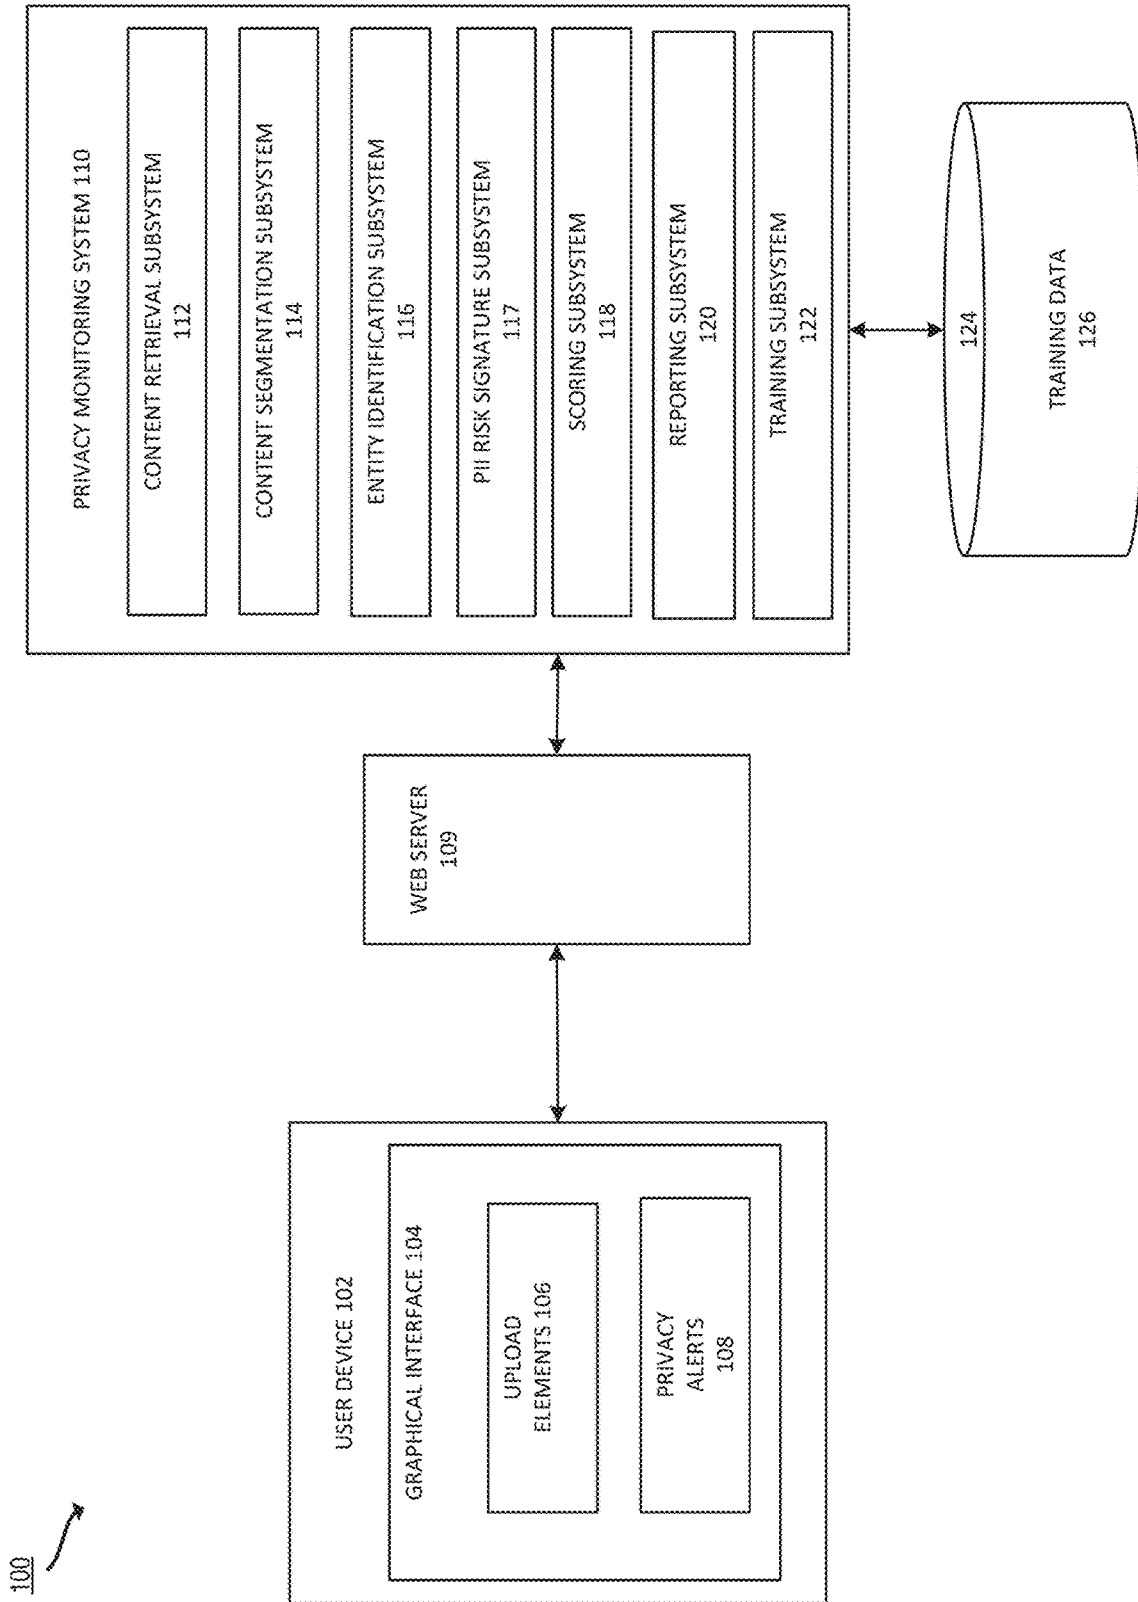 100
USER DEVICE 102
GRAPHICAL INTERFACE 104
UPLOAD
ELEMENTS 106
PRIVACY
ALERTS
108
WEB SERVER
109
PRIVACY MONITORING SYSTEM 110
CONTENT RETRIEVAL SUBSYSTEM
112
CONTENT SEGMENTATION SUBSYSTEM
114
ENTITY IDENTIFICATION SUBSYSTEM
116
PII RISK SIGNATURE SUBSYSTEM
117
SCORING SUBSYSTEM
118
REPORTING SUBSYSTEM
120
TRAINING SUBSYSTEM
122
124
TRAINING DATA
126